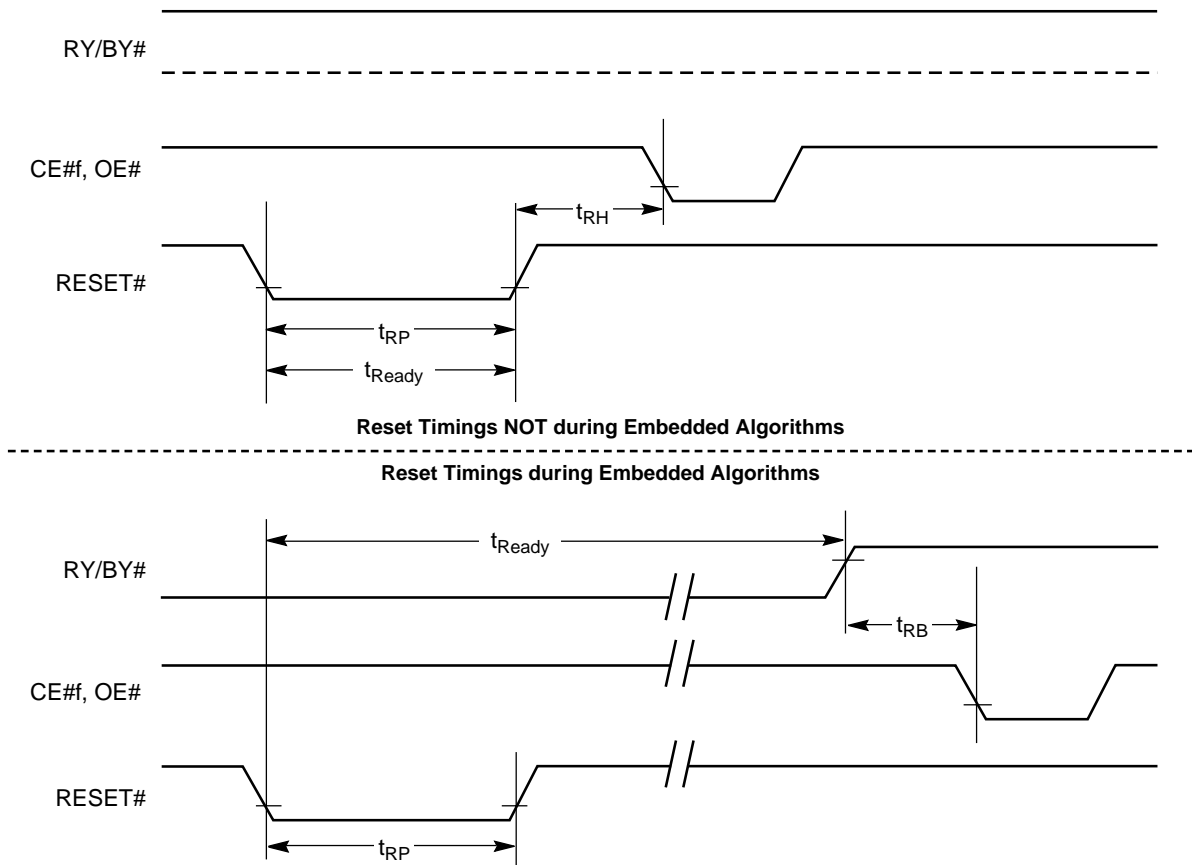 RY/BY#
CE#f, OE#
tRH
RESET#
tRP
tReady
Reset Timings NOT during Embedded Algorithms
Reset Timings during Embedded Algorithms
tReady
RY/BY#
tRB
CE#f, OE#
RESET#
tRP